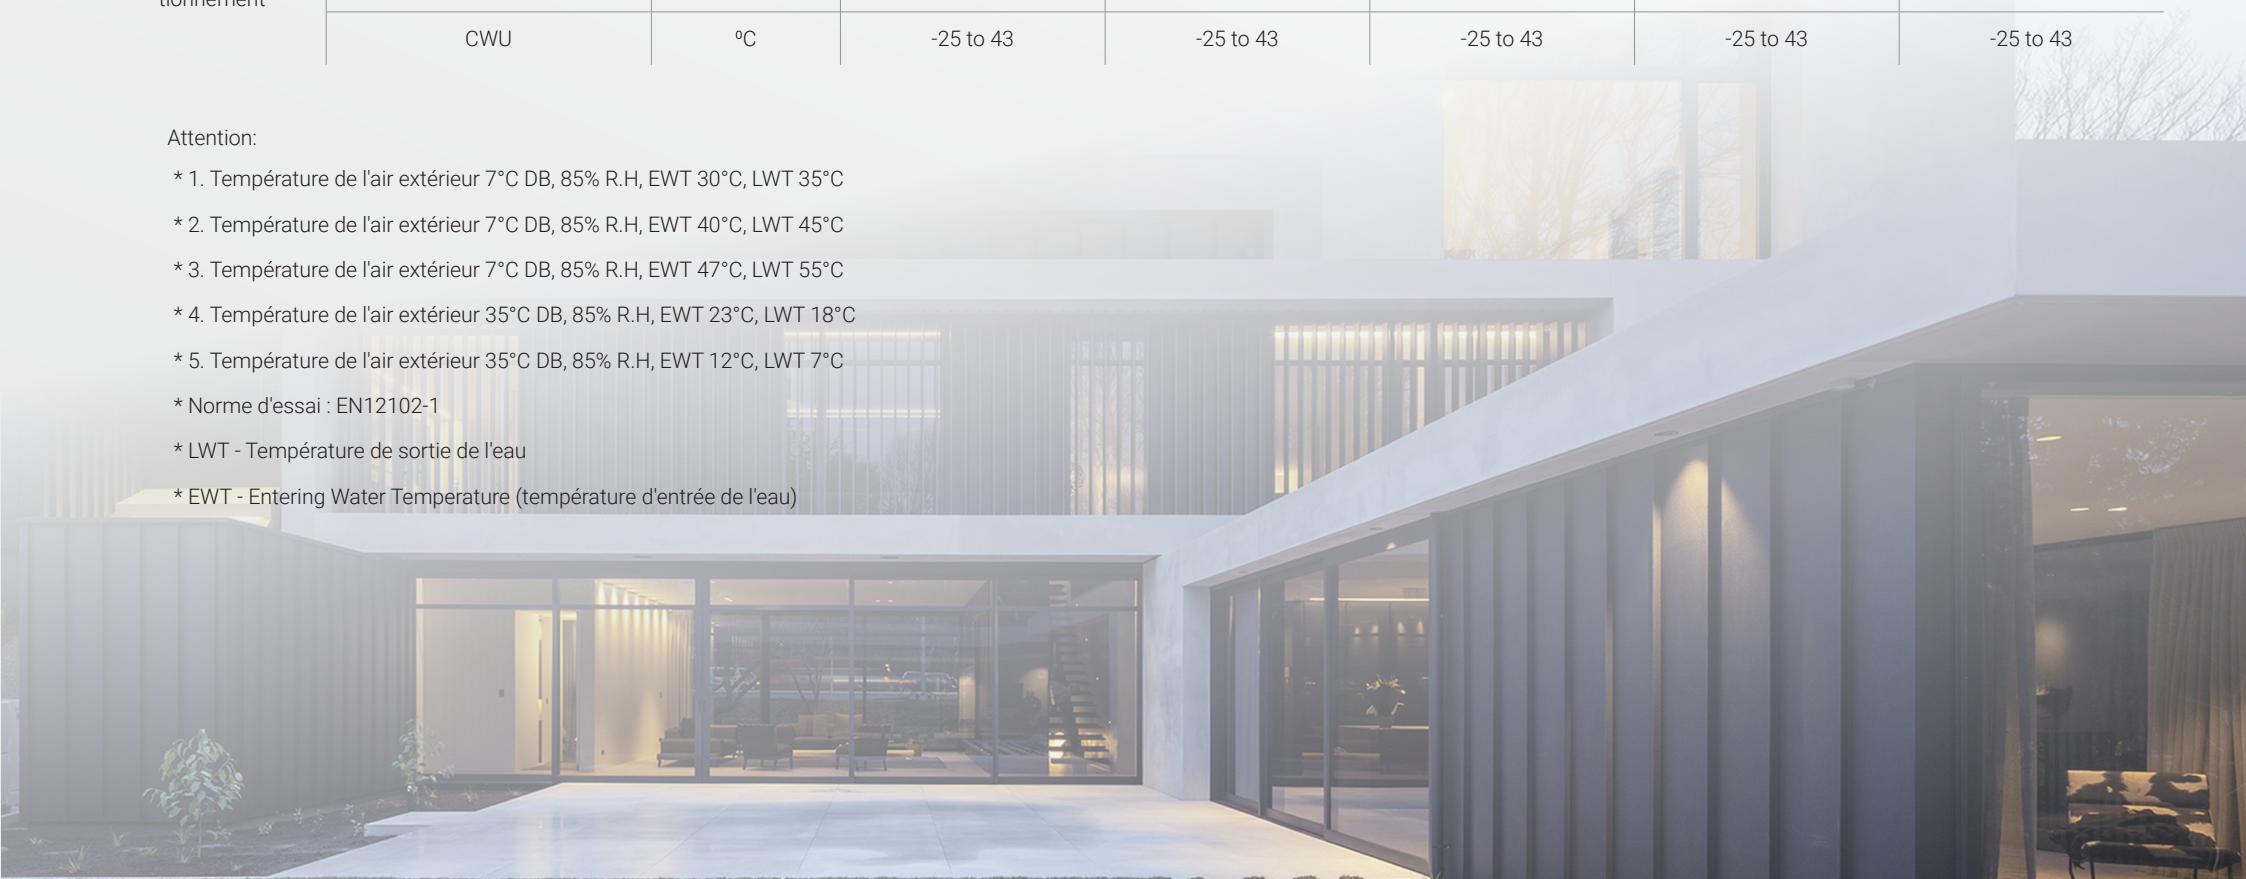 CWU ºC -25 to 43 -25 to 43 -25 to 43 -25 to 43 -25 to 43
Attention:
* 1. Température de l'air extérieur 7°C DB, 85% R.H, EWT 30°C, LWT 35°C
* 2. Température de l'air extérieur 7°C DB, 85% R.H, EWT 40°C, LWT 45°C
* 3. Température de l'air extérieur 7°C DB, 85% R.H, EWT 47°C, LWT 55°C
* 4. Température de l'air extérieur 35°C DB, 85% R.H, EWT 23°C, LWT 18°C
* 5. Température de l'air extérieur 35°C DB, 85% R.H, EWT 12°C, LWT 7°C
* Norme d'essai : EN12102-1
* LWT - Température de sortie de l'eau
* EWT - Entering Water Temperature (température d'entrée de l'eau)